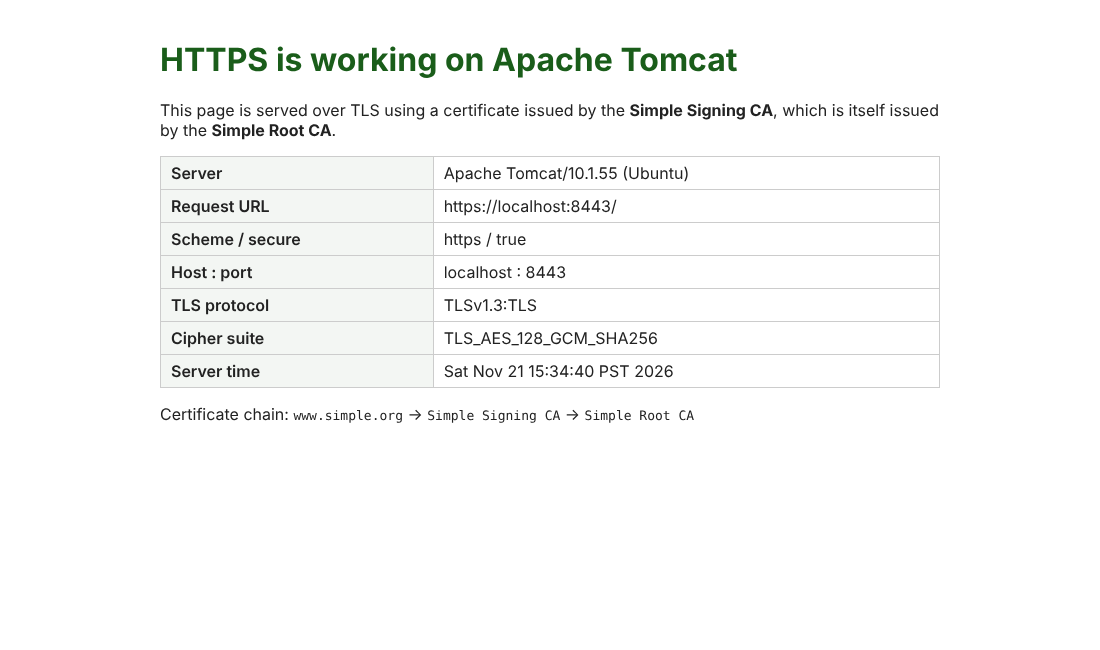 HTTPS is working on Apache Tomcat
This page is served over TLS using a certificate issued by the Simple Signing CA, which is itself issued
by the Simple Root CA.
Server Apache Tomcat/10.1.55 (Ubuntu)
Request URL https://localhost:8443/
Scheme / secure https / true
Host : port localhost : 8443
TLS protocol TLSv1.3:TLS
Cipher suite TLS_AES_128_GCM_SHA256
Server time Sat Nov 21 15:34:40 PST 2026
Certificate chain: www.simple.org → Simple Signing CA → Simple Root CA